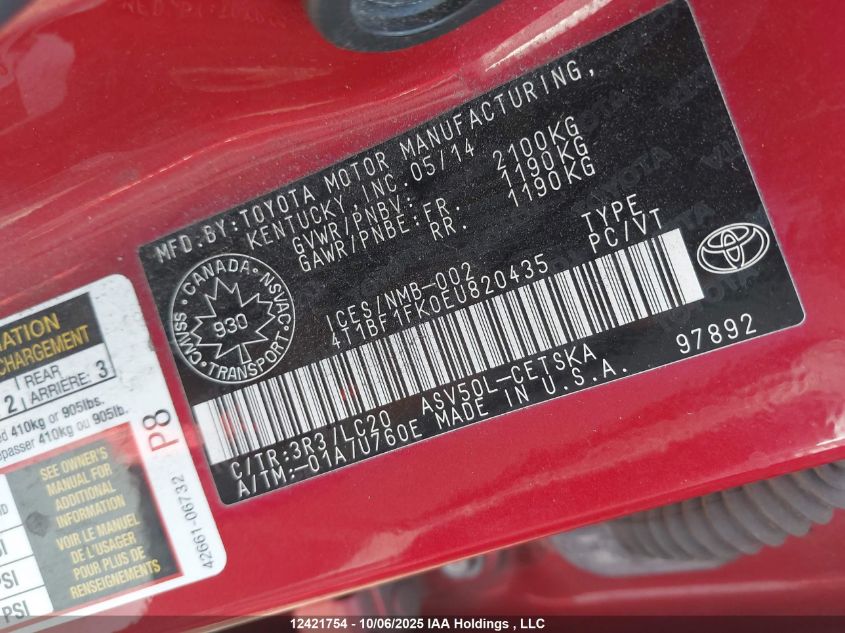 MFD.BY:TOYOTA MOTOR MANUFACTURING,
KENTUCKY, INC. 05/14
GVWR/PNBV: 2100KG
GAWR/PNBE:FR. 1190KG
RR. 1190KG
CANADA
NSVAC
TRANSPORT
CMVSS
930
ICES/NMB-002
4T1BF1FK0EU820435
TYPE
PC/VT
TOYOTA
97892
C/TR:3R3/LC20 ASV50L-CETSKA
A/TM:-01A/U760E MADE IN U.S.A.
CHARGEMENT
REAR
2 ARRIÈRE: 3
410kg or 905lbs.
410kg ou 905lb.
P8
SEE OWNER'S
MANUAL FOR
ADDITIONAL
INFORMATION
VOIR LE MANUEL
DE L'USAGER
POUR PLUS DE
RENSEIGNEMENTS
PSI
PSI
42661-06732
12421754 - 10/06/2025 IAA Holdings , LLC